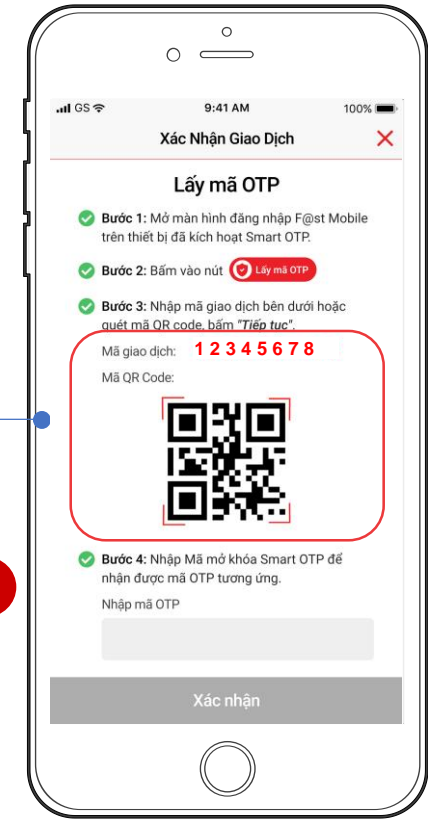 GS 9:41 AM 100%
Xác Nhận Giao Dịch
Lấy mã OTP
Bước 1: Mở màn hình đăng nhập F@st Mobile
trên thiết bị đã kích hoạt Smart OTP.
Bước 2: Bấm vào nút Lấy mã OTP
Bước 3: Nhập mã giao dịch bên dưới hoặc
quét mã QR code, bấm "Tiếp tục".
Mã giao dịch: 1 2 3 4 5 6 7 8
Mã QR Code:
Bước 4: Nhập Mã mở khóa Smart OTP để
nhận được mã OTP tương ứng.
Nhập mã OTP
Xác nhận